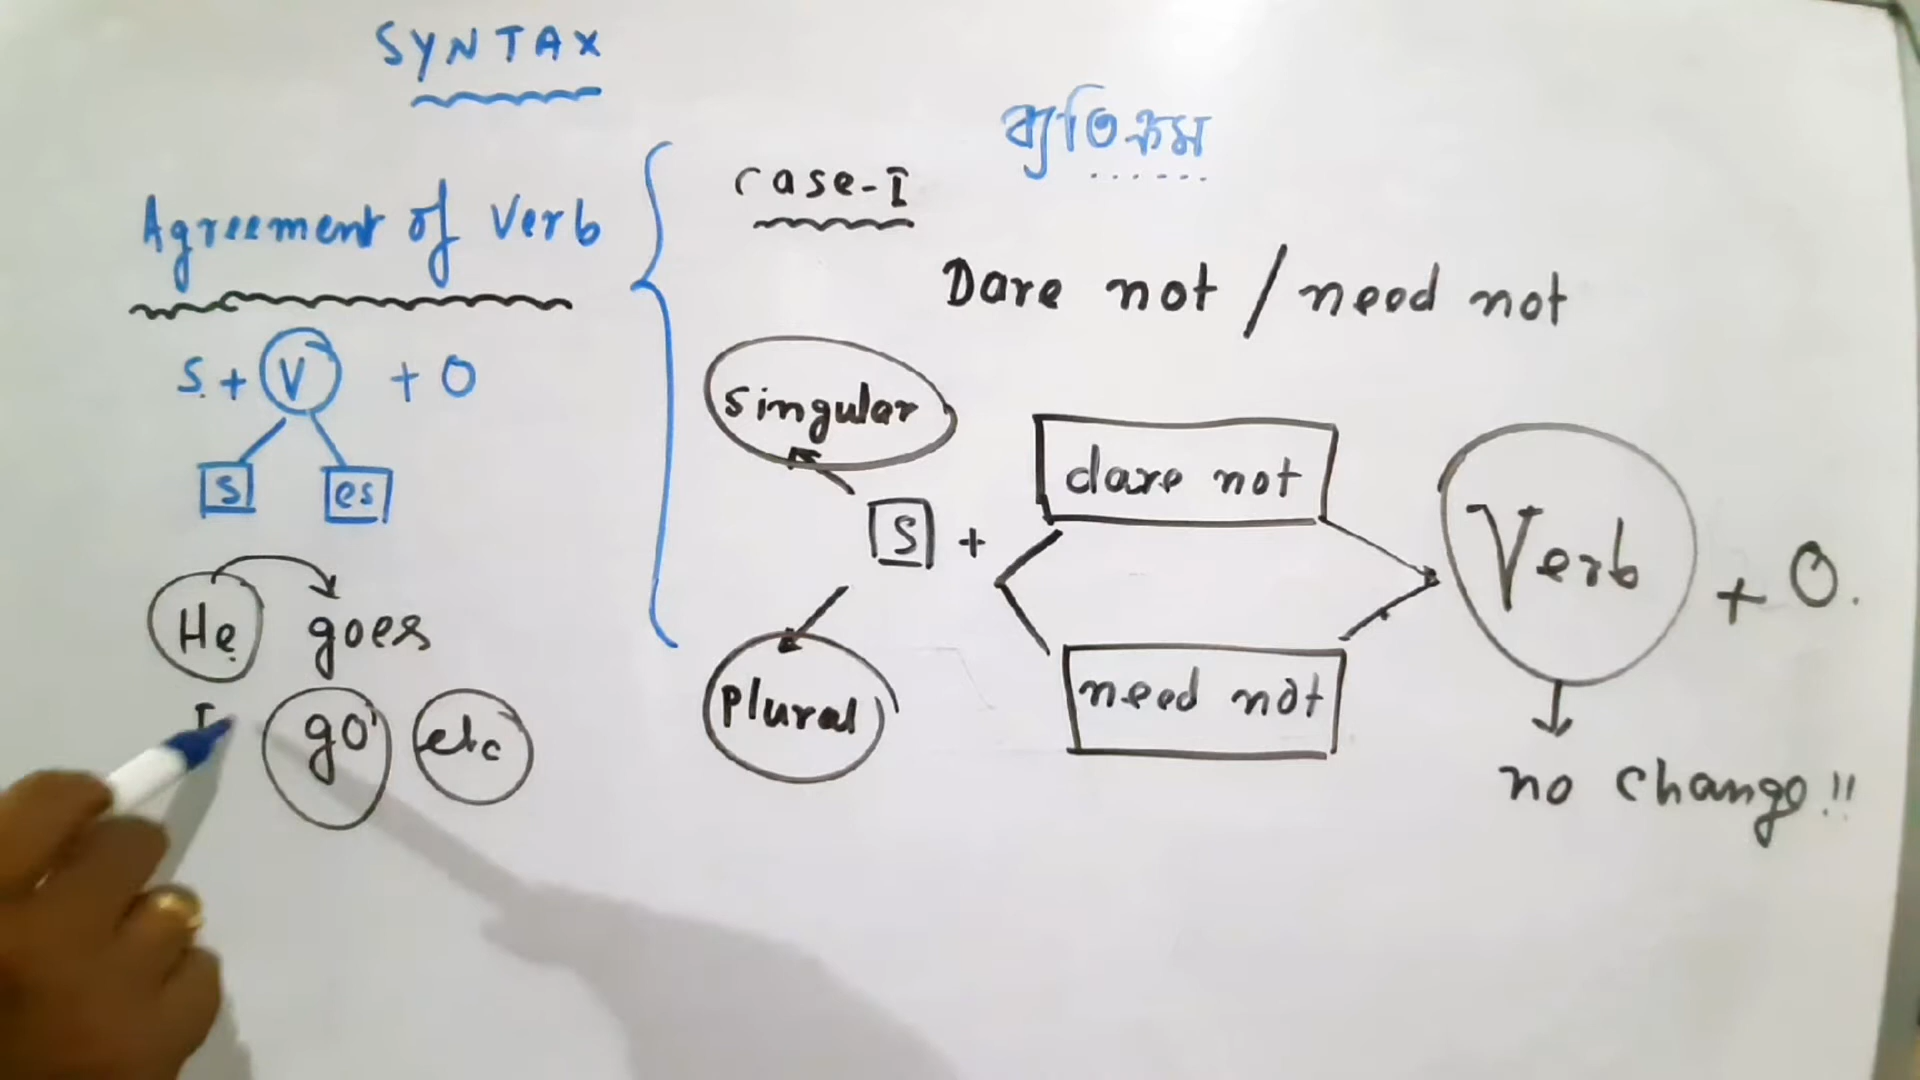 SYNTAX
Agreement of Verb
S + V + O
s es
He goes
I go etc
ব্যতিক্রম
case-I
Dare not / need not
Singular
S + dare not Verb + O.
need not
plural
no change!!